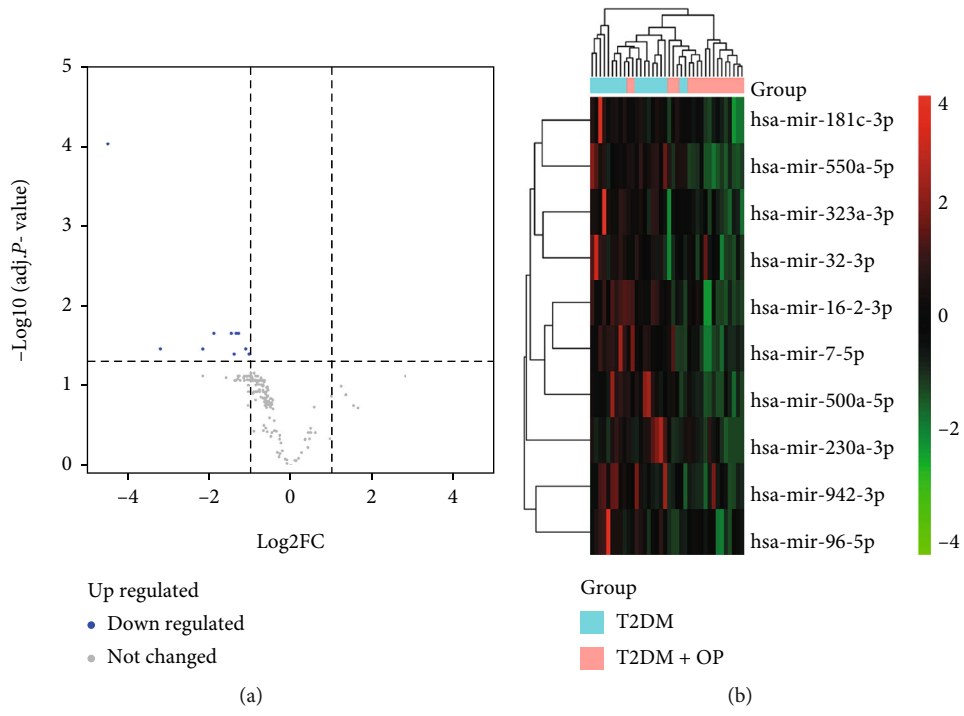 5
4
3
2
1
0
−Log10 (adj.P- value)
−4
−2
0
2
4
Log2FC
Up regulated
Down regulated
Not changed
(a)
Group
hsa-mir-181c-3p
hsa-mir-550a-5p
hsa-mir-323a-3p
hsa-mir-32-3p
hsa-mir-16-2-3p
hsa-mir-7-5p
hsa-mir-500a-5p
hsa-mir-230a-3p
hsa-mir-942-3p
hsa-mir-96-5p
4
2
0
−2
−4
Group
T2DM
T2DM + OP
(b)